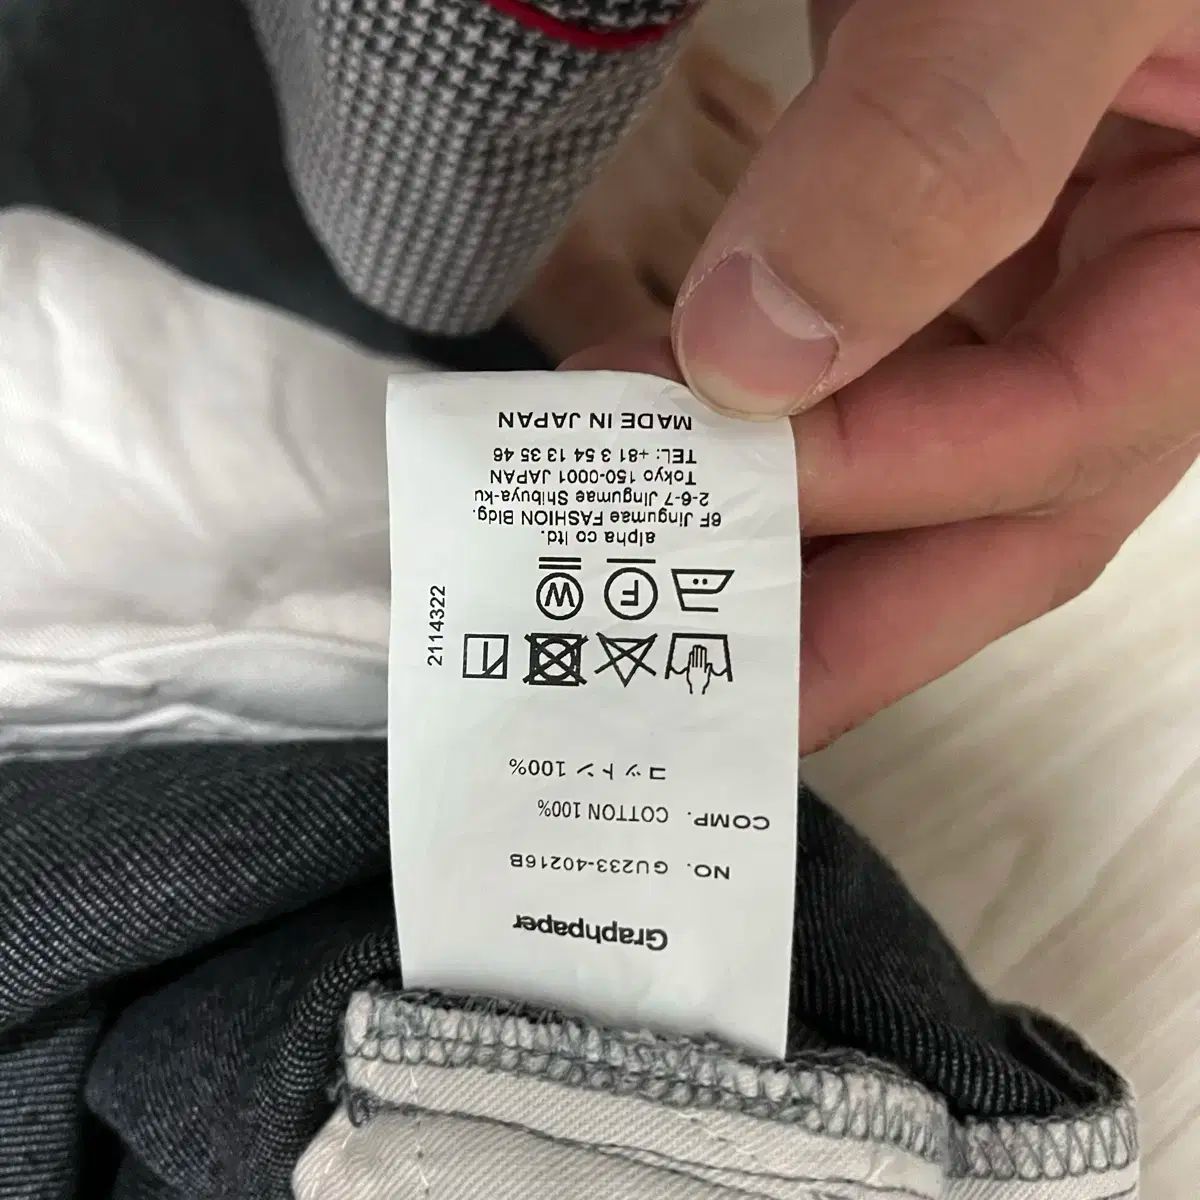 Graphpaper
NO. GU233-40216B
COMP. COTTON 100%
コットン 100%
2114322
W
F
alpha co ltd.
6F Jingumae FASHION Bldg.
2-6-7 Jingumae Shibuya-ku
Tokyo 150-0001 JAPAN
TEL: +81 3 54 13 35 46
MADE IN JAPAN